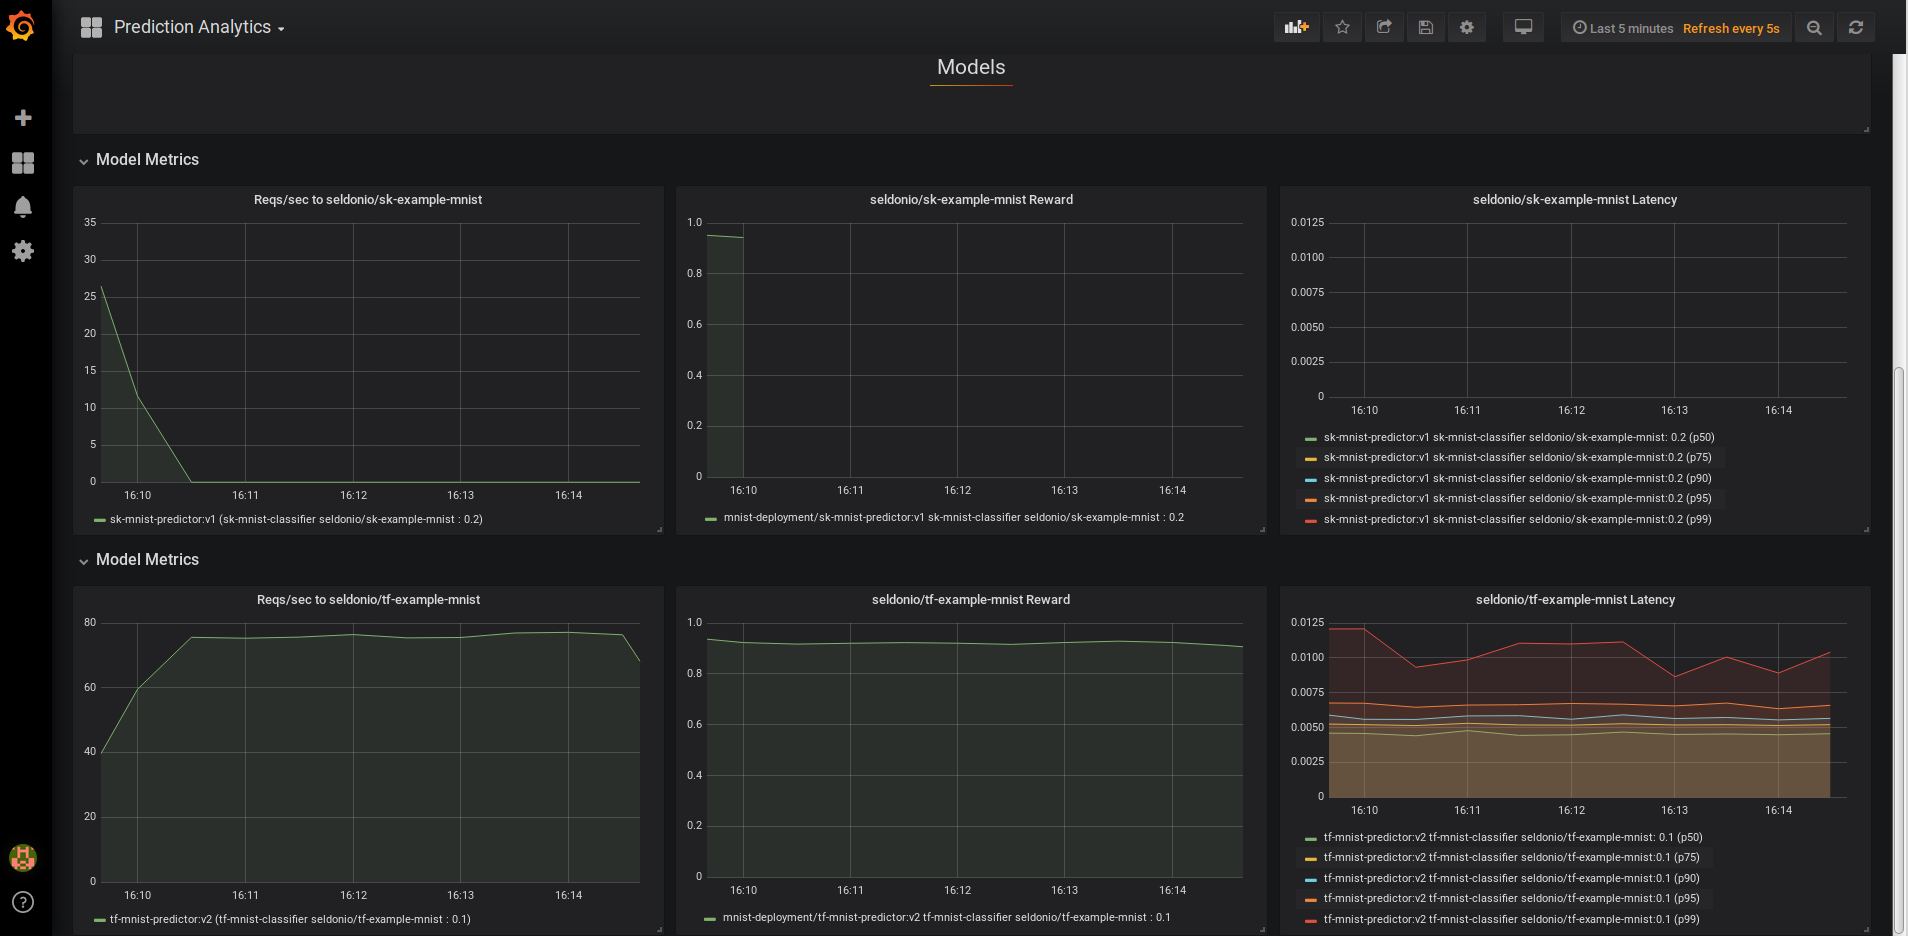 Prediction Analytics
Last 5 minutes Refresh every 5s
Models
Model Metrics
Reqs/sec to seldonio/sk-example-mnist
35
30
25
20
15
10
5
0
16:10 16:11 16:12 16:13 16:14
sk-mnist-predictor:v1 (sk-mnist-classifier seldonio/sk-example-mnist : 0.2)
seldonio/sk-example-mnist Reward
1.0
0.8
0.6
0.4
0.2
0
16:10 16:11 16:12 16:13 16:14
mnist-deployment/sk-mnist-predictor:v1 sk-mnist-classifier seldonio/sk-example-mnist : 0.2
seldonio/sk-example-mnist Latency
0.0125
0.0100
0.0075
0.0050
0.0025
0
16:10 16:11 16:12 16:13 16:14
sk-mnist-predictor:v1 sk-mnist-classifier seldonio/sk-example-mnist: 0.2 (p50)
sk-mnist-predictor:v1 sk-mnist-classifier seldonio/sk-example-mnist:0.2 (p75)
sk-mnist-predictor:v1 sk-mnist-classifier seldonio/sk-example-mnist:0.2 (p90)
sk-mnist-predictor:v1 sk-mnist-classifier seldonio/sk-example-mnist:0.2 (p95)
sk-mnist-predictor:v1 sk-mnist-classifier seldonio/sk-example-mnist:0.2 (p99)
Model Metrics
Reqs/sec to seldonio/tf-example-mnist
80
60
40
20
0
16:10 16:11 16:12 16:13 16:14
tf-mnist-predictor:v2 (tf-mnist-classifier seldonio/tf-example-mnist : 0.1)
seldonio/tf-example-mnist Reward
1.0
0.8
0.6
0.4
0.2
0
16:10 16:11 16:12 16:13 16:14
mnist-deployment/tf-mnist-predictor:v2 tf-mnist-classifier seldonio/tf-example-mnist : 0.1
seldonio/tf-example-mnist Latency
0.0125
0.0100
0.0075
0.0050
0.0025
0
16:10 16:11 16:12 16:13 16:14
tf-mnist-predictor:v2 tf-mnist-classifier seldonio/tf-example-mnist: 0.1 (p50)
tf-mnist-predictor:v2 tf-mnist-classifier seldonio/tf-example-mnist:0.1 (p75)
tf-mnist-predictor:v2 tf-mnist-classifier seldonio/tf-example-mnist:0.1 (p90)
tf-mnist-predictor:v2 tf-mnist-classifier seldonio/tf-example-mnist:0.1 (p95)
tf-mnist-predictor:v2 tf-mnist-classifier seldonio/tf-example-mnist:0.1 (p99)